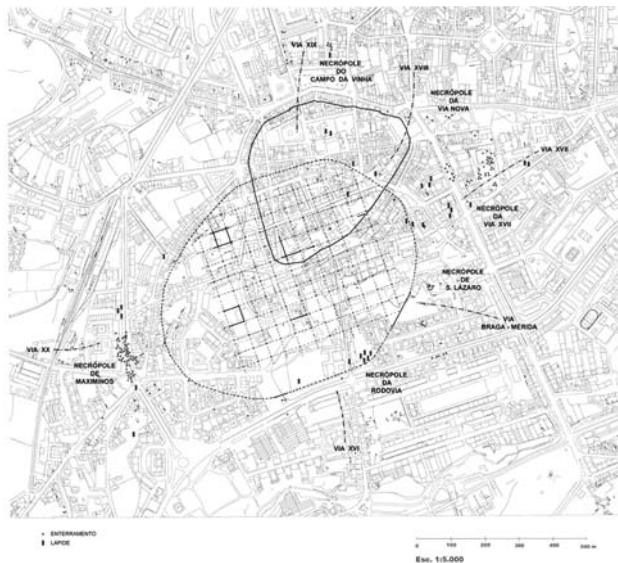 VIA XIX
NECRÓPOLE
DO
CAMPO DA VINHA
VIA XVIII
NECRÓPOLE
DA
VIA NOVA
VIA XVII
NECRÓPOLE
DA
VIA XVII
NECRÓPOLE
DE
S. LÁZARO
VIA
BRAGA - MÉRIDA
VIA XX
NECRÓPOLE
DE
MAXIMINOS
NECRÓPOLE
DA
RODOVIA
VIA XVI
ENTERRAMENTO
LÁPIDE
0 100 200 300 400 500 m
Esc. 1:5.000